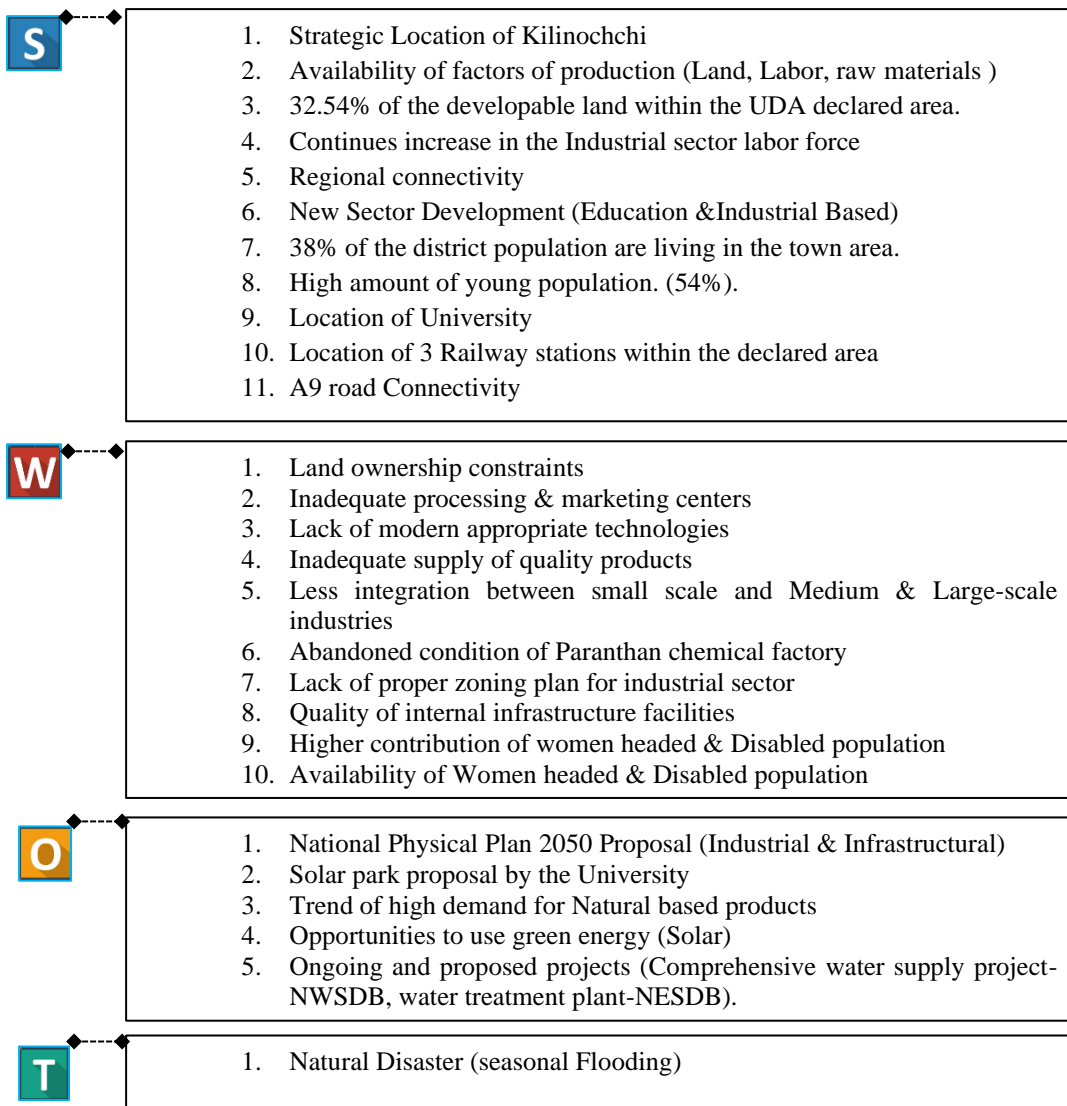 S
1. Strategic Location of Kilinochchi
2. Availability of factors of production (Land, Labor, raw materials )
3. 32.54% of the developable land within the UDA declared area.
4. Continues increase in the Industrial sector labor force
5. Regional connectivity
6. New Sector Development (Education &Industrial Based)
7. 38% of the district population are living in the town area.
8. High amount of young population. (54%).
9. Location of University
10. Location of 3 Railway stations within the declared area
11. A9 road Connectivity
W
1. Land ownership constraints
2. Inadequate processing & marketing centers
3. Lack of modern appropriate technologies
4. Inadequate supply of quality products
5. Less integration between small scale and Medium & Large-scale
industries
6. Abandoned condition of Paranthan chemical factory
7. Lack of proper zoning plan for industrial sector
8. Quality of internal infrastructure facilities
9. Higher contribution of women headed & Disabled population
10. Availability of Women headed & Disabled population
O
1. National Physical Plan 2050 Proposal (Industrial & Infrastructural)
2. Solar park proposal by the University
3. Trend of high demand for Natural based products
4. Opportunities to use green energy (Solar)
5. Ongoing and proposed projects (Comprehensive water supply project-
NWSDB, water treatment plant-NESDB).
T
1. Natural Disaster (seasonal Flooding)